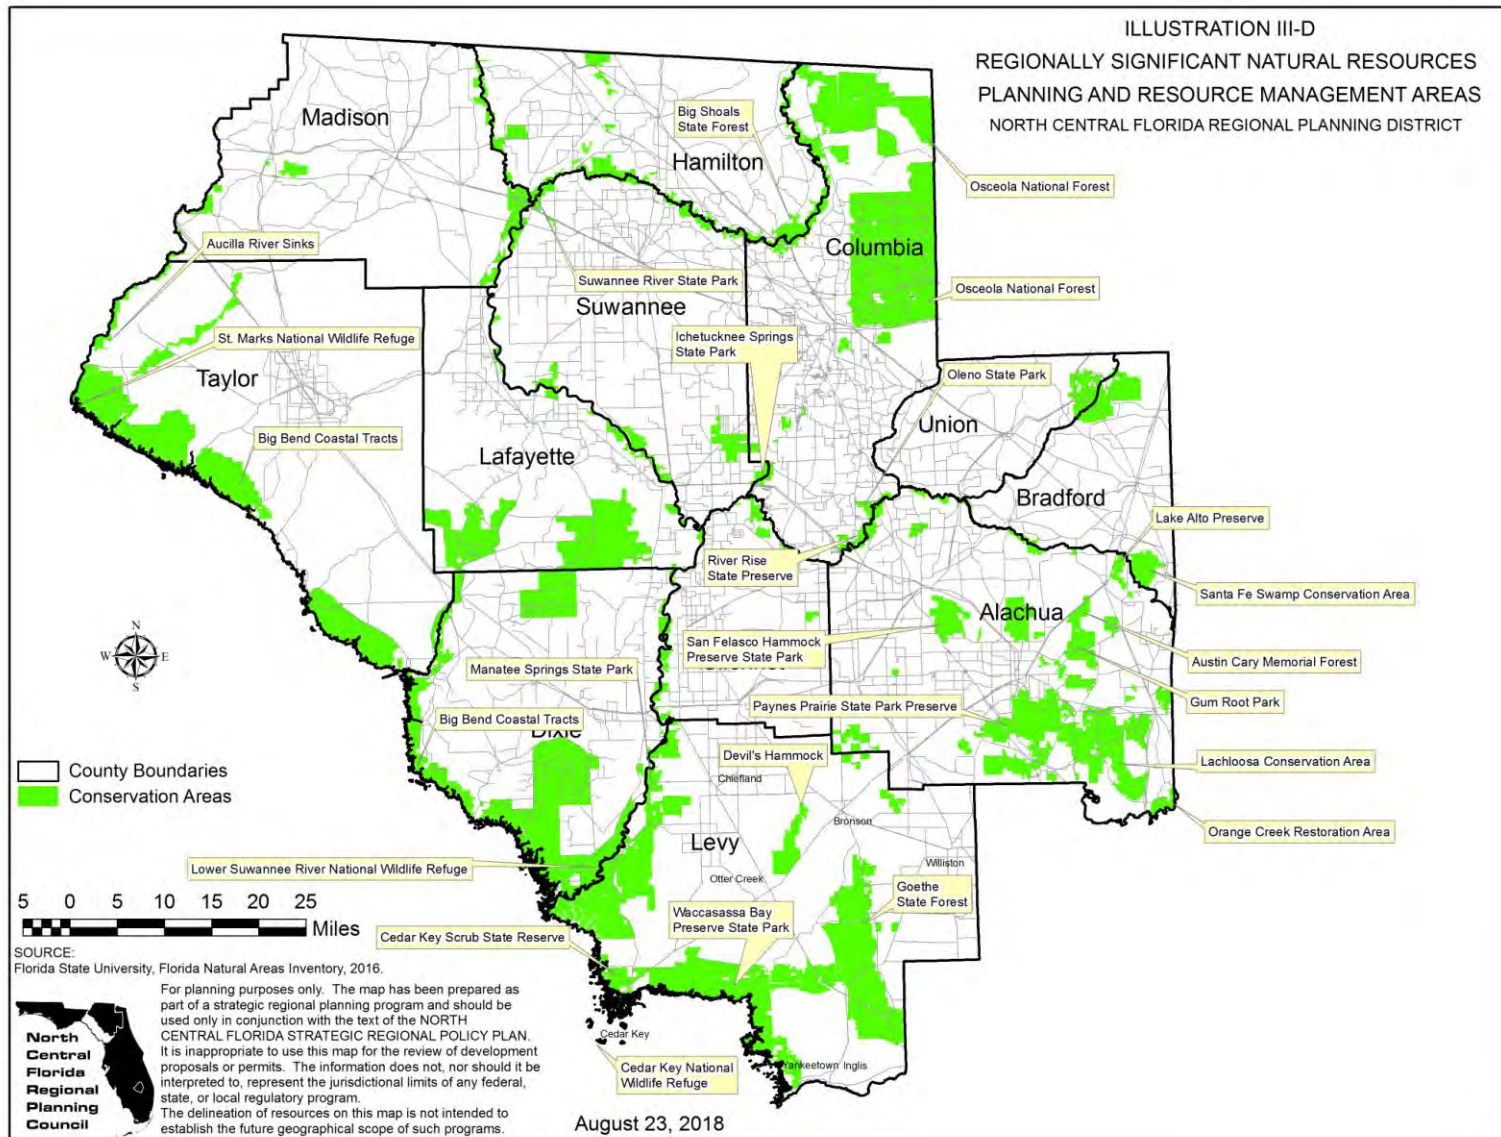 ILLUSTRATION III-D
REGIONALLY SIGNIFICANT NATURAL RESOURCES
PLANNING AND RESOURCE MANAGEMENT AREAS
NORTH CENTRAL FLORIDA REGIONAL PLANNING DISTRICT
Madison
Big Shoals
State Forest
Hamilton
Osceola National Forest
Aucilla River Sinks
Columbia
Suwannee River State Park
Osceola National Forest
Suwannee
St. Marks National Wildlife Refuge
Ichetucknee Springs
State Park
Taylor
Oleno State Park
Union
Big Bend Coastal Tracts
Lafayette
Bradford
Lake Alto Preserve
River Rise
State Preserve
Santa Fe Swamp Conservation Area
Alachua
N
W
E
S
San Felasco Hammock
Preserve State Park
Manatee Springs State Park
Austin Cary Memorial Forest
Gum Root Park
Paynes Prairie State Park Preserve
Big Bend Coastal Tracts
Dixie
Devil's Hammock
Lachloosa Conservation Area
Chiefland
County Boundaries
Conservation Areas
Bronson
Orange Creek Restoration Area
Levy
Williston
Lower Suwannee River National Wildlife Refuge
Otter Creek
Goethe
State Forest
5 0 5 10 15 20 25
Miles
Waccasassa Bay
Preserve State Park
Cedar Key Scrub State Reserve
SOURCE:
Florida State University, Florida Natural Areas Inventory, 2016.
For planning purposes only. The map has been prepared as
part of a strategic regional planning program and should be
used only in conjunction with the text of the NORTH
CENTRAL FLORIDA STRATEGIC REGIONAL POLICY PLAN.
It is inappropriate to use this map for the review of development
proposals or permits. The information does not, nor should it be
interpreted to, represent the jurisdictional limits of any federal,
state, or local regulatory program.
The delineation of resources on this map is not intended to
establish the future geographical scope of such programs.
North
Central
Florida
Regional
Planning
Council
Cedar Key
Cedar Key National
Wildlife Refuge
Yankeetown Inglis
August 23, 2018